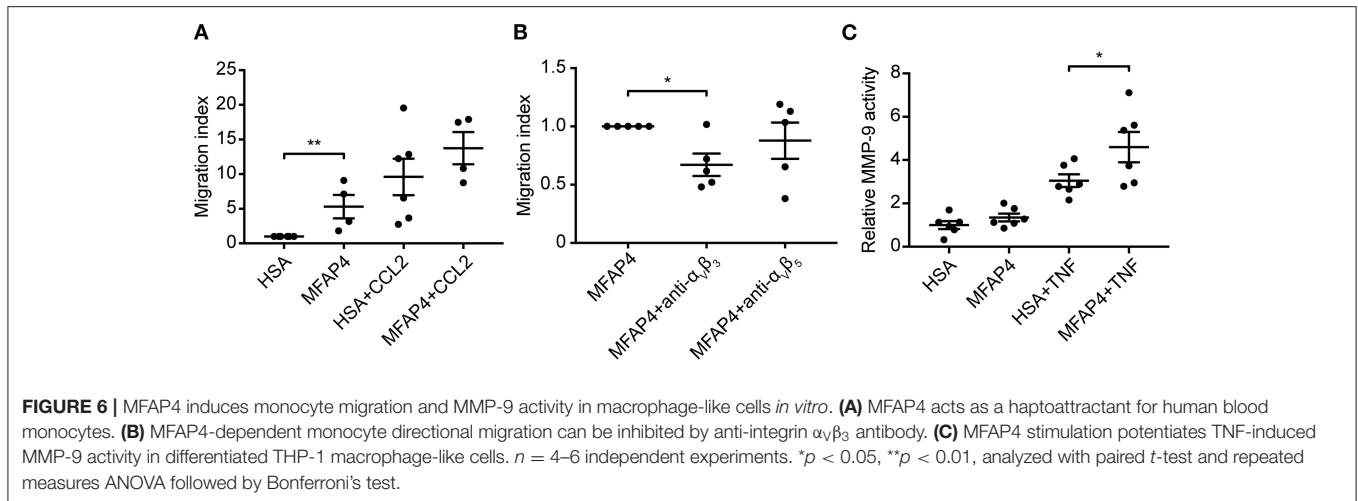 A
B
C
Migration index
25
20
15
10
5
0
**
HSA
MFAP4
HSA+CCL2
MFAP4+CCL2
Migration index
1.5
1.0
0.5
0
*
MFAP4
MFAP4+anti-αVβ3
MFAP4+anti-αVβ5
Relative MMP-9 activity
8
6
4
2
0
*
HSA
MFAP4
HSA+TNF
MFAP4+TNF
FIGURE 6 | MFAP4 induces monocyte migration and MMP-9 activity in macrophage-like cells in vitro. (A) MFAP4 acts as a haptoattractant for human blood
monocytes. (B) MFAP4-dependent monocyte directional migration can be inhibited by anti-integrin αVβ3 antibody. (C) MFAP4 stimulation potentiates TNF-induced
MMP-9 activity in differentiated THP-1 macrophage-like cells. n = 4–6 independent experiments. *p < 0.05, **p < 0.01, analyzed with paired t-test and repeated
measures ANOVA followed by Bonferroni's test.